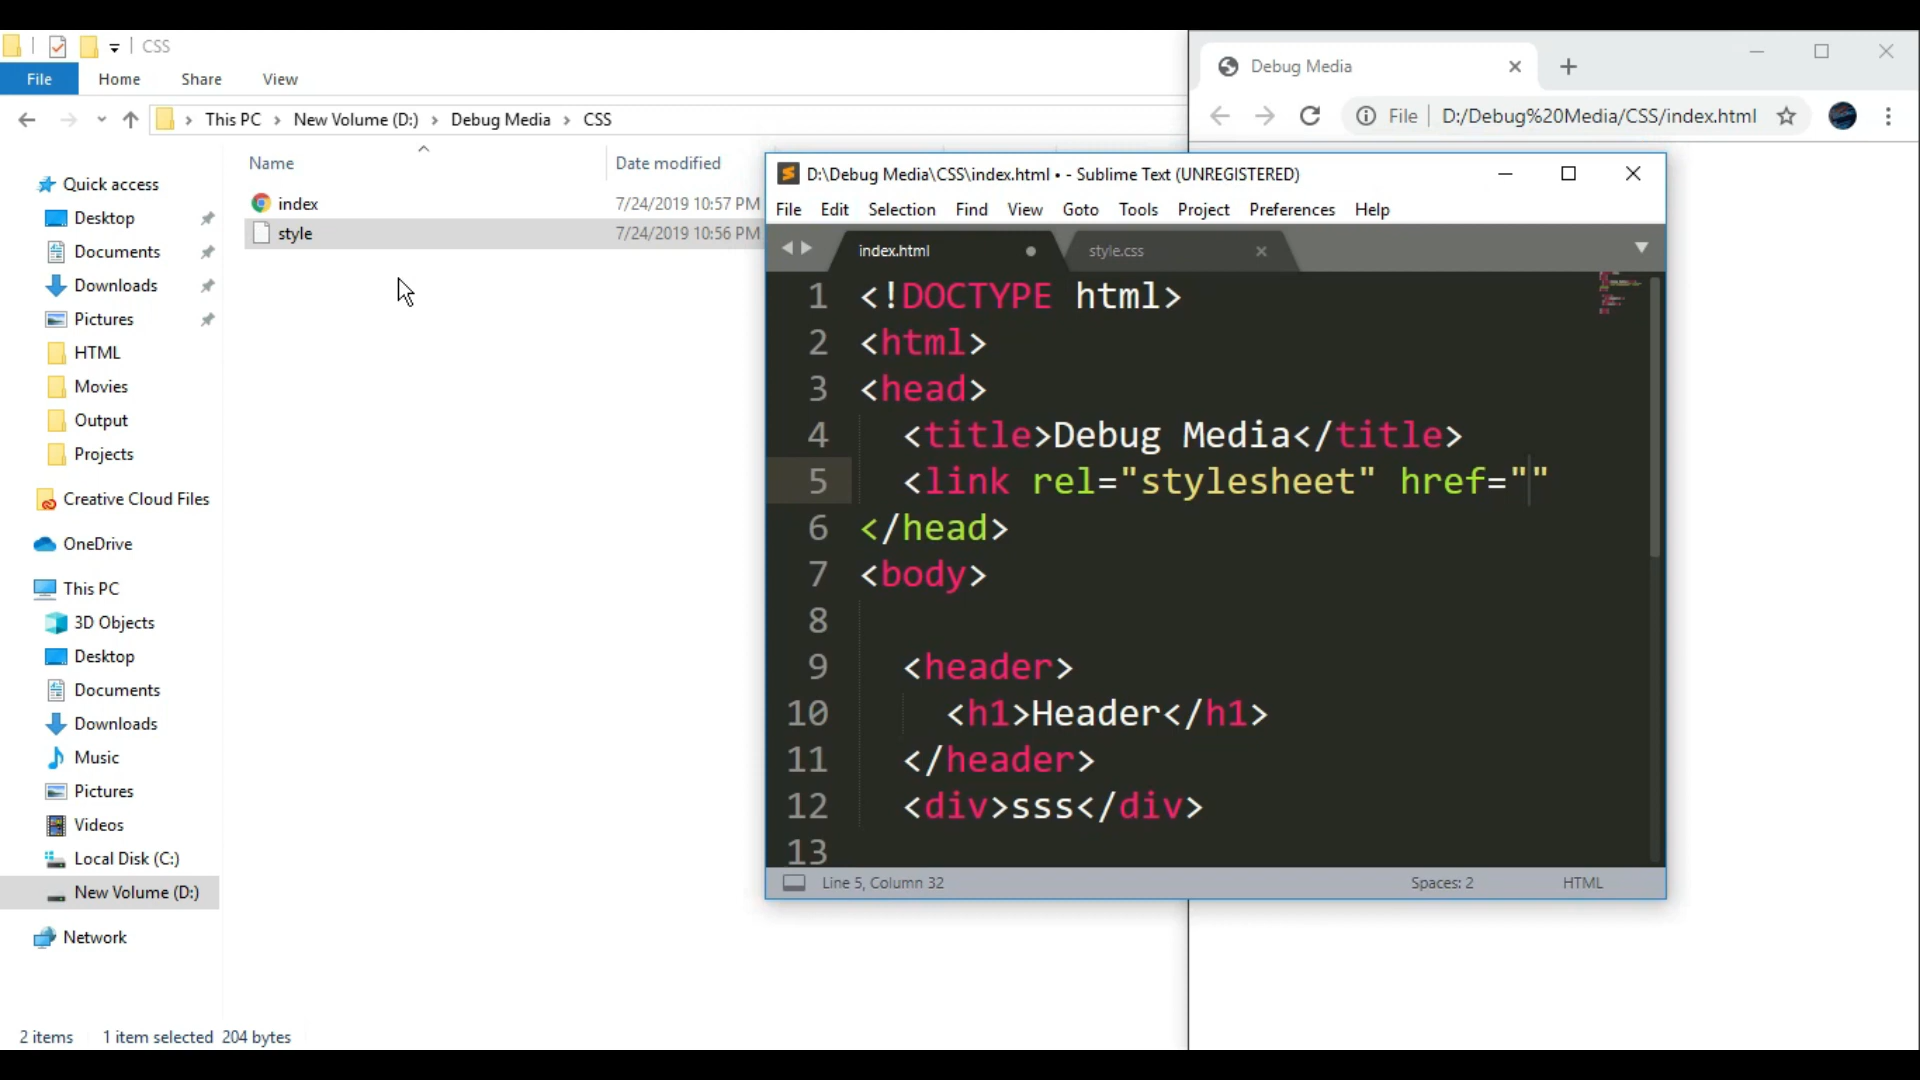 CSS
File Home Share View
This PC > New Volume (D:) > Debug Media > CSS
Name Date modified
index 7/24/2019 10:57 PM
style 7/24/2019 10:56 PM
Quick access
Desktop
Documents
Downloads
Pictures
HTML
Movies
Output
Projects
Creative Cloud Files
OneDrive
This PC
3D Objects
Desktop
Documents
Downloads
Music
Pictures
Videos
Local Disk (C:)
New Volume (D:)
Network
2 items 1 item selected 204 bytes
Debug Media
File D:/Debug%20Media/CSS/index.html
D:\Debug Media\CSS\index.html • - Sublime Text (UNREGISTERED)
File Edit Selection Find View Goto Tools Project Preferences Help
index.html style.css
1 <!DOCTYPE html>
2 <html>
3 <head>
4 <title>Debug Media</title>
5 <link rel="stylesheet" href=""
6 </head>
7 <body>
8
9 <header>
10 <h1>Header</h1>
11 </header>
12 <div>sss</div>
13
Line 5, Column 32 Spaces: 2 HTML